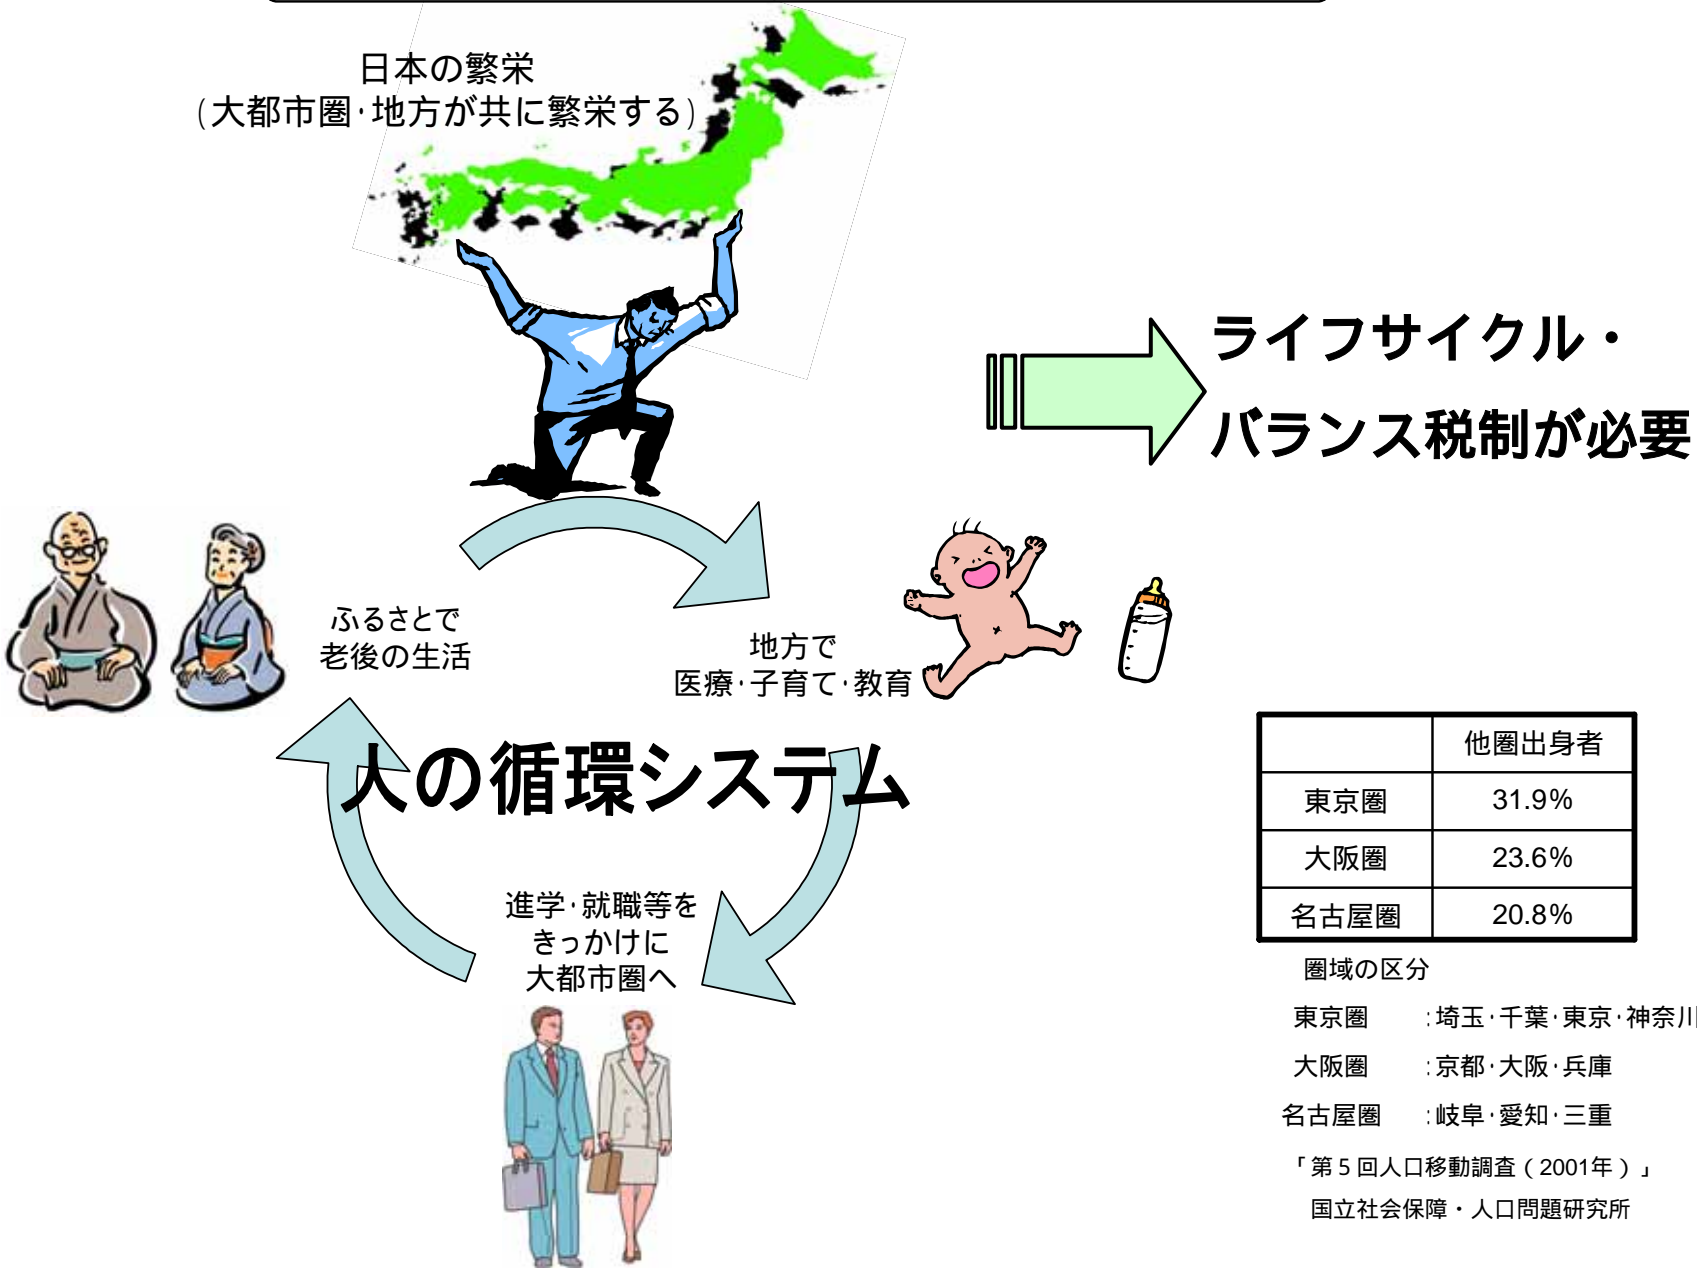 日本の繁栄
(大都市圏・地方が共に繁栄する)
ライフサイクル・
バランス税制が必要
ふるさとで
老後の生活
地方で
医療・子育て・教育
人の循環システム
進学・就職等を
きっかけに
大都市圏へ
他圏出身者
東京圏 31.9%
大阪圏 23.6%
名古屋圏 20.8%
圏域の区分
東京圏 :埼玉・千葉・東京・神奈川
大阪圏 :京都・大阪・兵庫
名古屋圏 :岐阜・愛知・三重
「第5回人口移動調査(2001年)」
国立社会保障・人口問題研究所